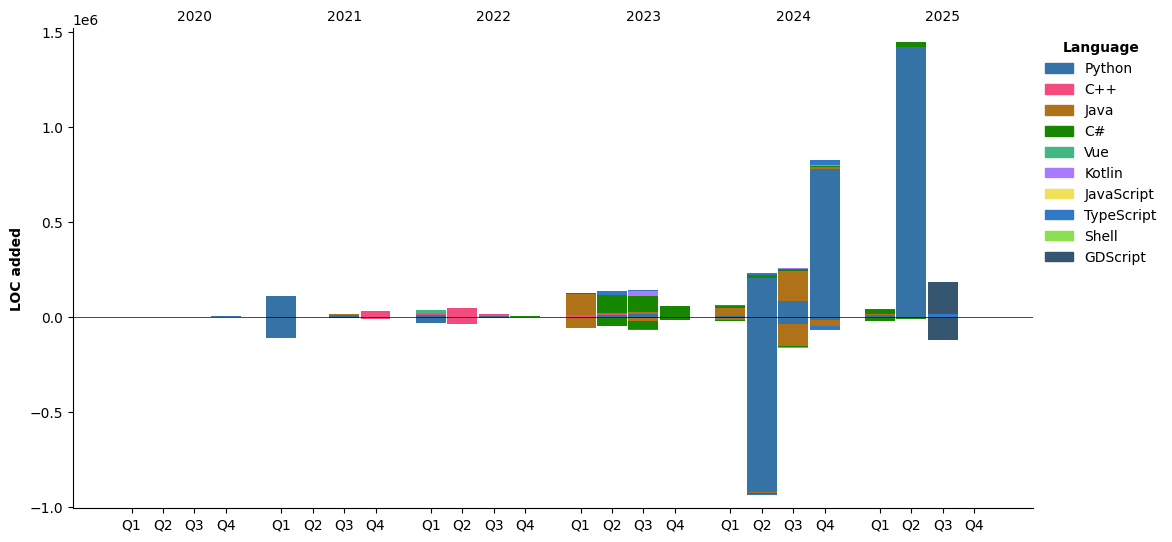 1e6
2020 2021 2022 2023 2024 2025
1.5
1.0
0.5
0.0
−0.5
−1.0
LOC added
Q1 Q2 Q3 Q4 Q1 Q2 Q3 Q4 Q1 Q2 Q3 Q4 Q1 Q2 Q3 Q4 Q1 Q2 Q3 Q4 Q1 Q2 Q3 Q4
Language
Python
C++
Java
C#
Vue
Kotlin
JavaScript
TypeScript
Shell
GDScript